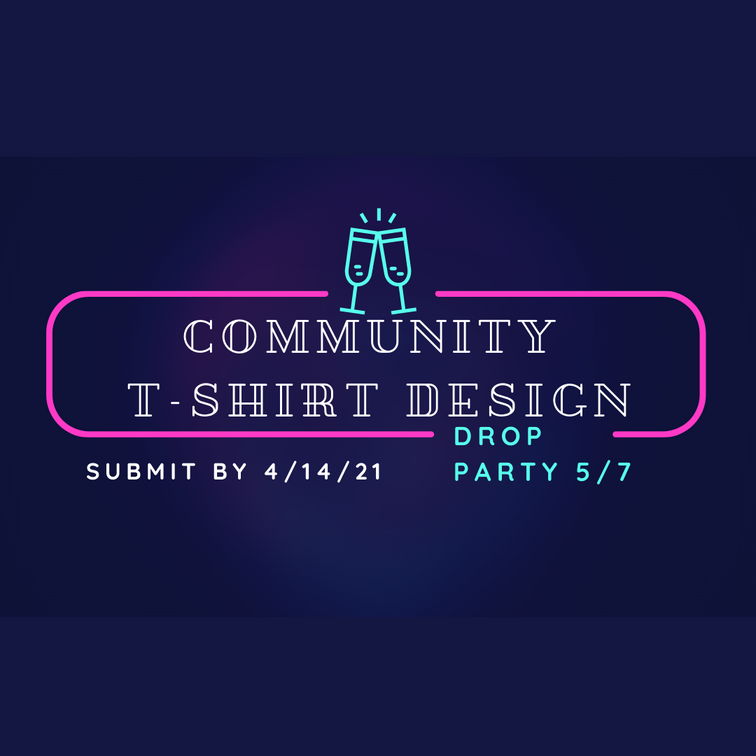 COMMUNITY
T-SHIRT DESIGN
DROP
SUBMIT BY 4/14/21
PARTY 5/7